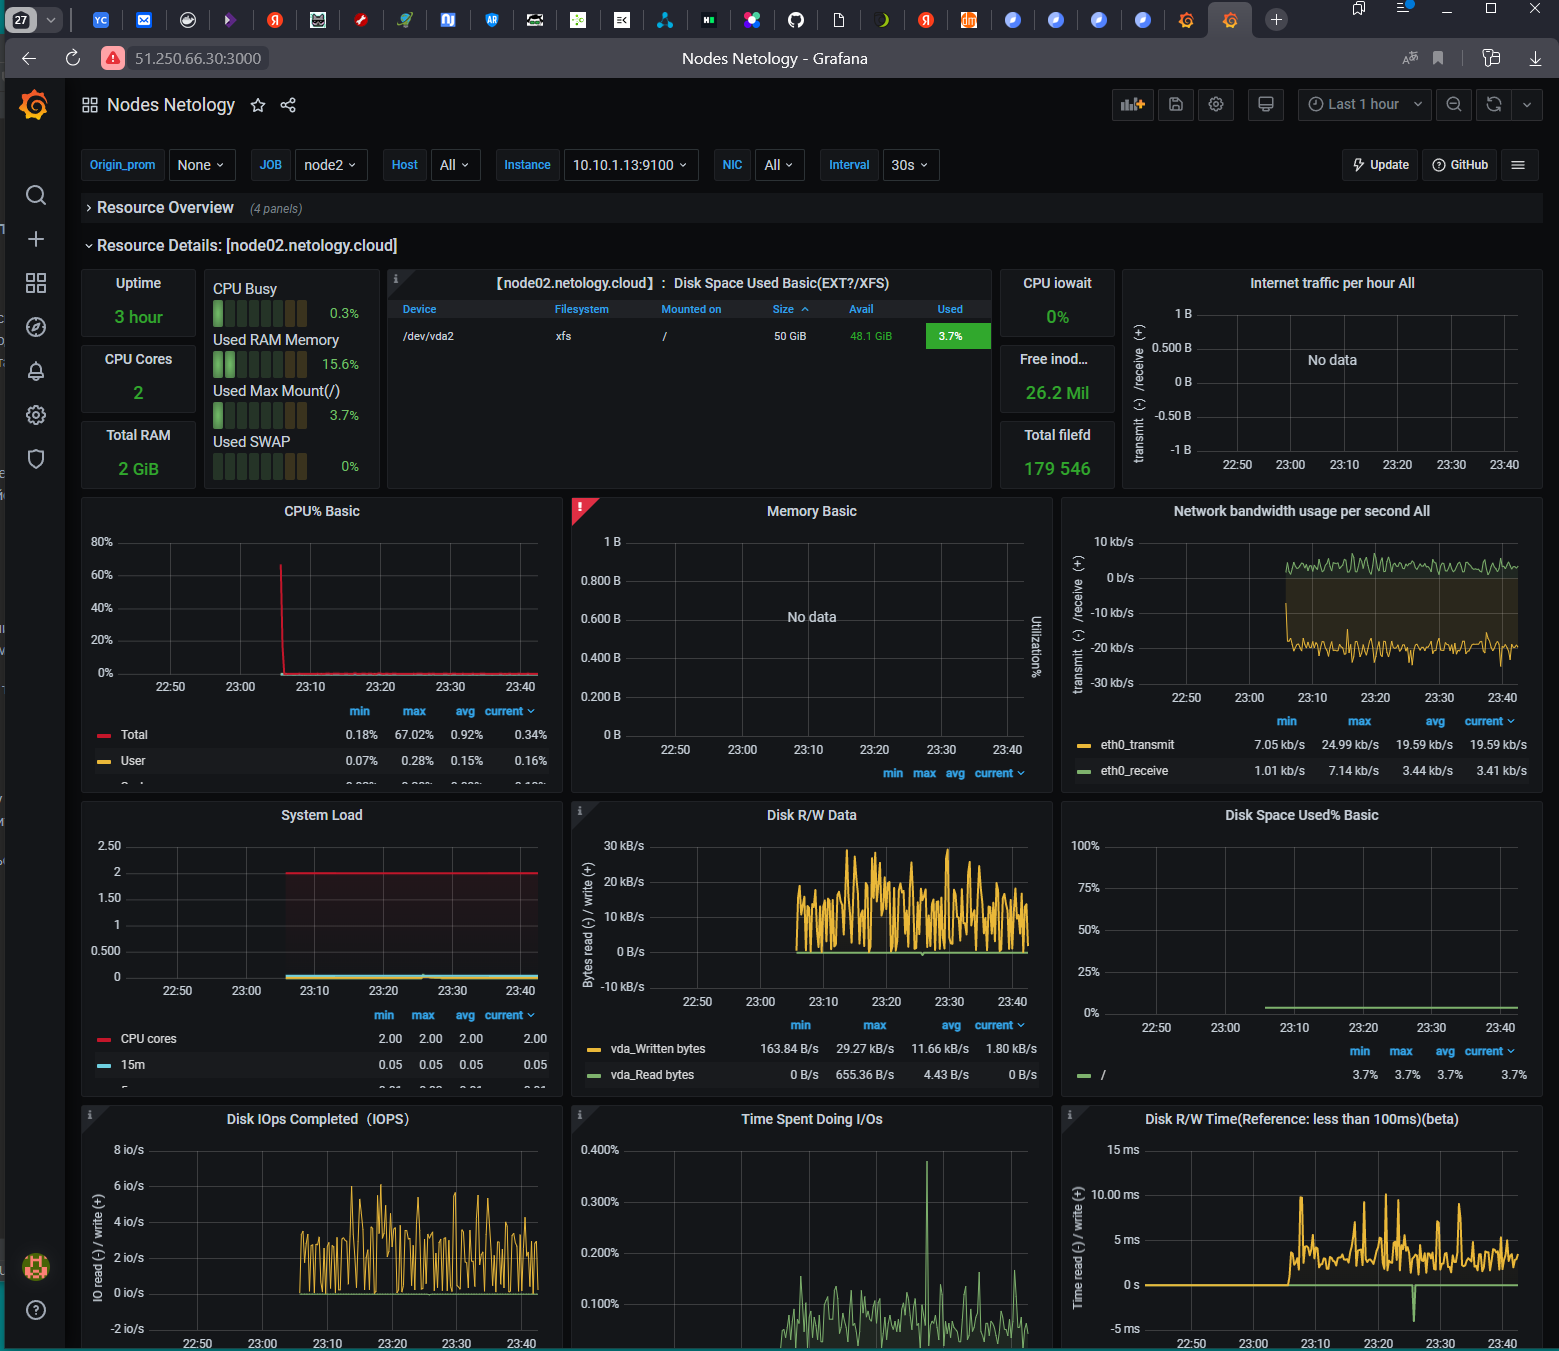 27
51.250.66.30:3000
Nodes Netology - Grafana
Nodes Netology
Last 1 hour
Origin_prom None JOB node2 Host All Instance 10.10.1.13:9100 NIC All Interval 30s Update GitHub
Resource Overview (4 panels)
Resource Details: [node02.netology.cloud]
Uptime
3 hour
CPU Cores
2
Total RAM
2 GiB
CPU Busy
0.3%
Used RAM Memory
15.6%
Used Max Mount(/)
3.7%
Used SWAP
0%
【node02.netology.cloud】: Disk Space Used Basic(EXT?/XFS)
Device Filesystem Mounted on Size Avail Used
/dev/vda2 xfs / 50 GiB 48.1 GiB 3.7%
CPU iowait
0%
Free inod...
26.2 Mil
Total filefd
179 546
Internet traffic per hour All
transmit (-) /receive (+)
1 B
0.500 B
0 B
-0.50 B
-1 B
No data
22:50 23:00 23:10 23:20 23:30 23:40
CPU% Basic
80%
60%
40%
20%
0%
22:50 23:00 23:10 23:20 23:30 23:40
min max avg current
Total 0.18% 67.02% 0.92% 0.34%
User 0.07% 0.28% 0.15% 0.16%
Memory Basic
1 B
0.800 B
0.600 B
0.400 B
0.200 B
0 B
No data
Utilization%
22:50 23:00 23:10 23:20 23:30 23:40
min max avg current
Network bandwidth usage per second All
transmit (-) /receive (+)
10 kb/s
0 b/s
-10 kb/s
-20 kb/s
-30 kb/s
22:50 23:00 23:10 23:20 23:30 23:40
min max avg current
eth0_transmit 7.05 kb/s 24.99 kb/s 19.59 kb/s 19.59 kb/s
eth0_receive 1.01 kb/s 7.14 kb/s 3.44 kb/s 3.41 kb/s
System Load
2.50
2
1.50
1
0.500
0
22:50 23:00 23:10 23:20 23:30 23:40
min max avg current
CPU cores 2.00 2.00 2.00 2.00
15m 0.05 0.05 0.05 0.05
Disk R/W Data
Bytes read (-) / write (+)
30 kB/s
20 kB/s
10 kB/s
0 B/s
-10 kB/s
22:50 23:00 23:10 23:20 23:30 23:40
min max avg current
vda_Written bytes 163.84 B/s 29.27 kB/s 11.66 kB/s 1.80 kB/s
vda_Read bytes 0 B/s 655.36 B/s 4.43 B/s 0 B/s
Disk Space Used% Basic
100%
75%
50%
25%
0%
22:50 23:00 23:10 23:20 23:30 23:40
min max avg current
/ 3.7% 3.7% 3.7% 3.7%
Disk IOps Completed（IOPS）
IO read (-) / write (+)
8 io/s
6 io/s
4 io/s
2 io/s
0 io/s
-2 io/s
22:50 23:00 23:10 23:20 23:30 23:40
Time Spent Doing I/Os
0.400%
0.300%
0.200%
0.100%
Disk R/W Time(Reference: less than 100ms)(beta)
Time read (-) / write (+)
15 ms
10.00 ms
5 ms
0 s
-5 ms
22:50 23:00 23:10 23:20 23:30 23:40